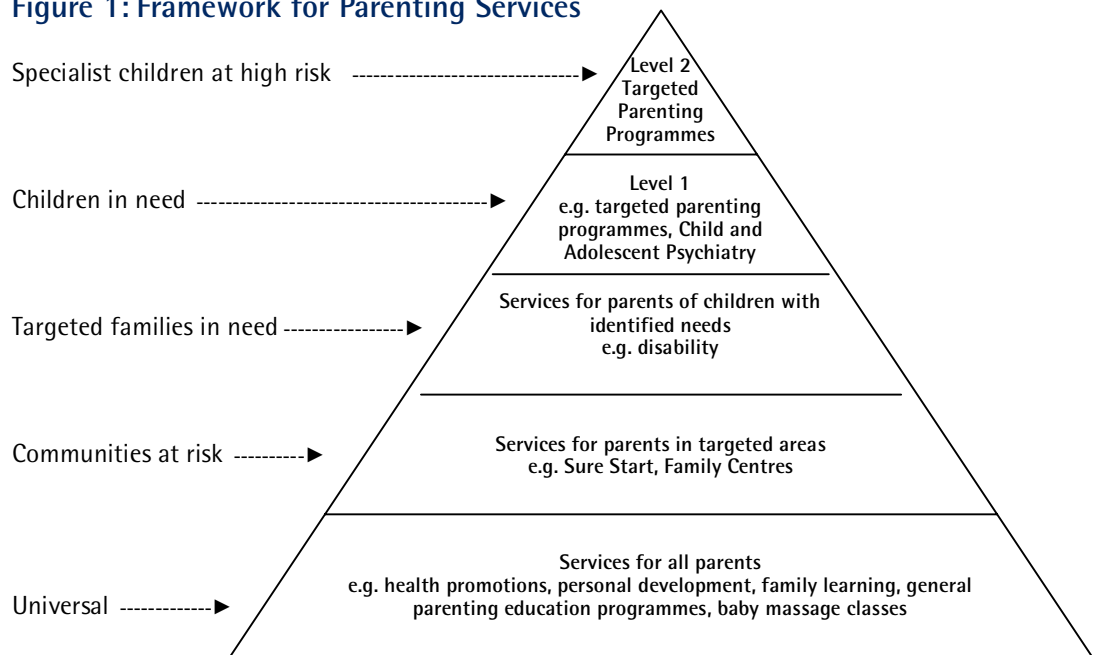 Figure 1: Framework for Parenting Services
Specialist children at high risk
Level 2
Targeted
Parenting
Programmes
Children in need
Level 1
e.g. targeted parenting
programmes, Child and
Adolescent Psychiatry
Targeted families in need
Services for parents of children with
identified needs
e.g. disability
Communities at risk
Services for parents in targeted areas
e.g. Sure Start, Family Centres
Universal
Services for all parents
e.g. health promotions, personal development, family learning, general
parenting education programmes, baby massage classes